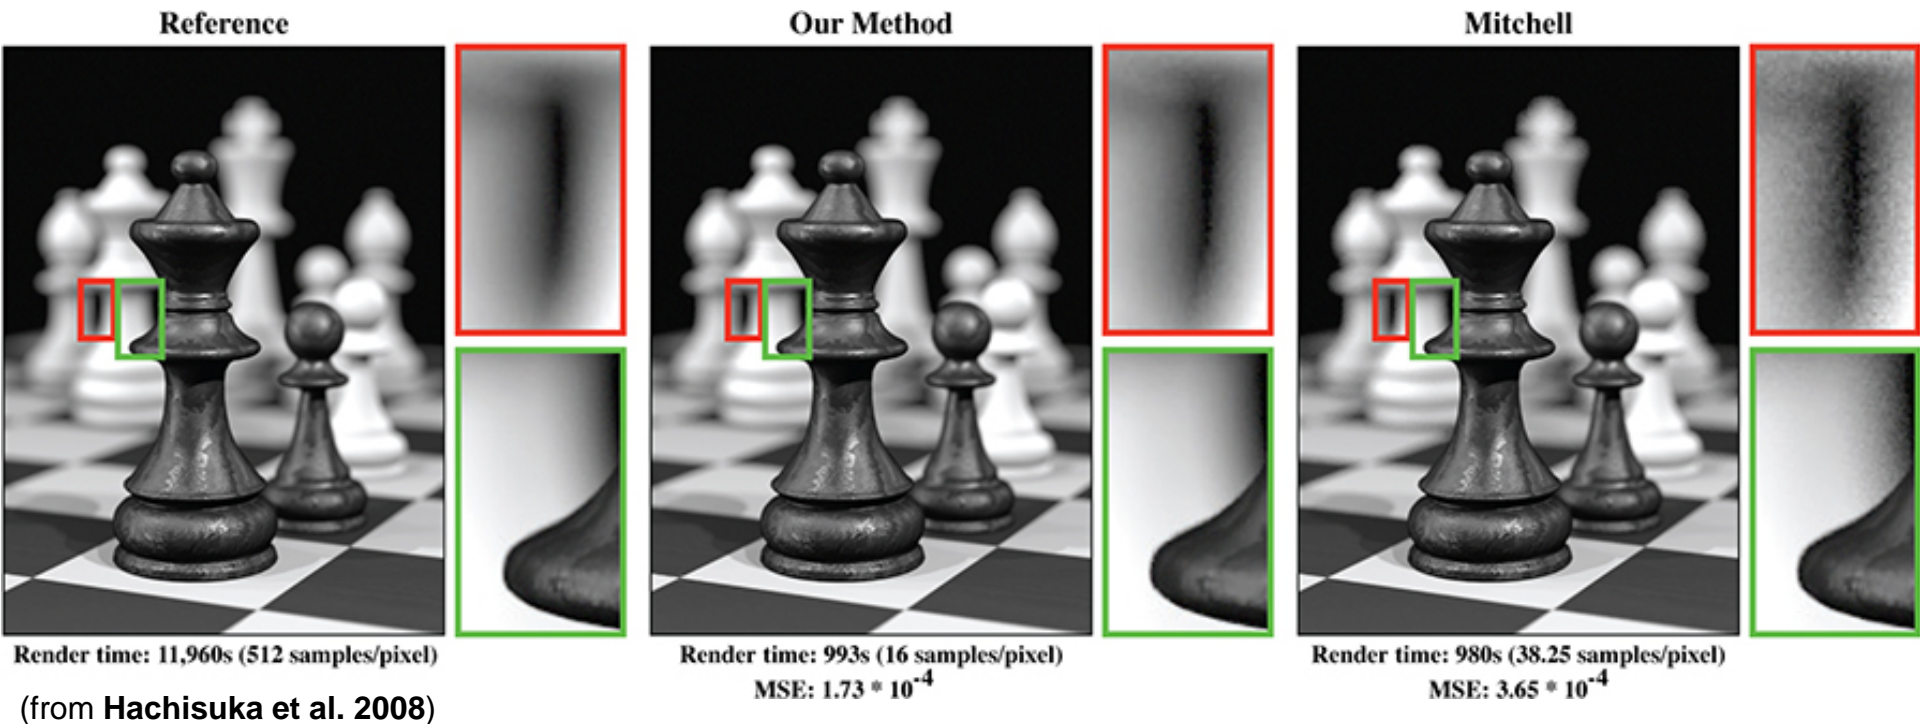 Reference
Our Method
Mitchell
Render time: 11,960s (512 samples/pixel)
Render time: 993s (16 samples/pixel)
MSE: 1.73 * 10-4
Render time: 980s (38.25 samples/pixel)
MSE: 3.65 * 10-4
(from Hachisuka et al. 2008)